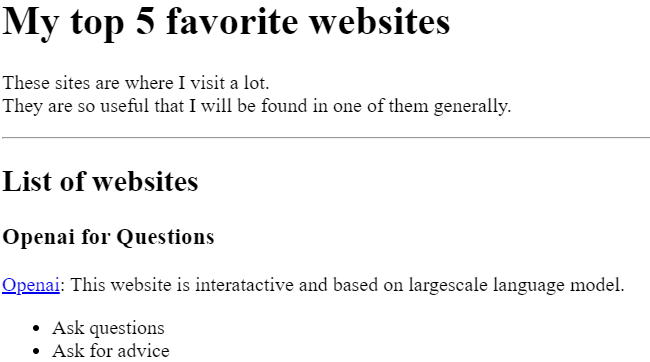 My top 5 favorite websites
These sites are where I visit a lot.
They are so useful that I will be found in one of them generally.
List of websites
Openai for Questions
Openai: This website is interatactive and based on largescale language model.
Ask questions
Ask for advice